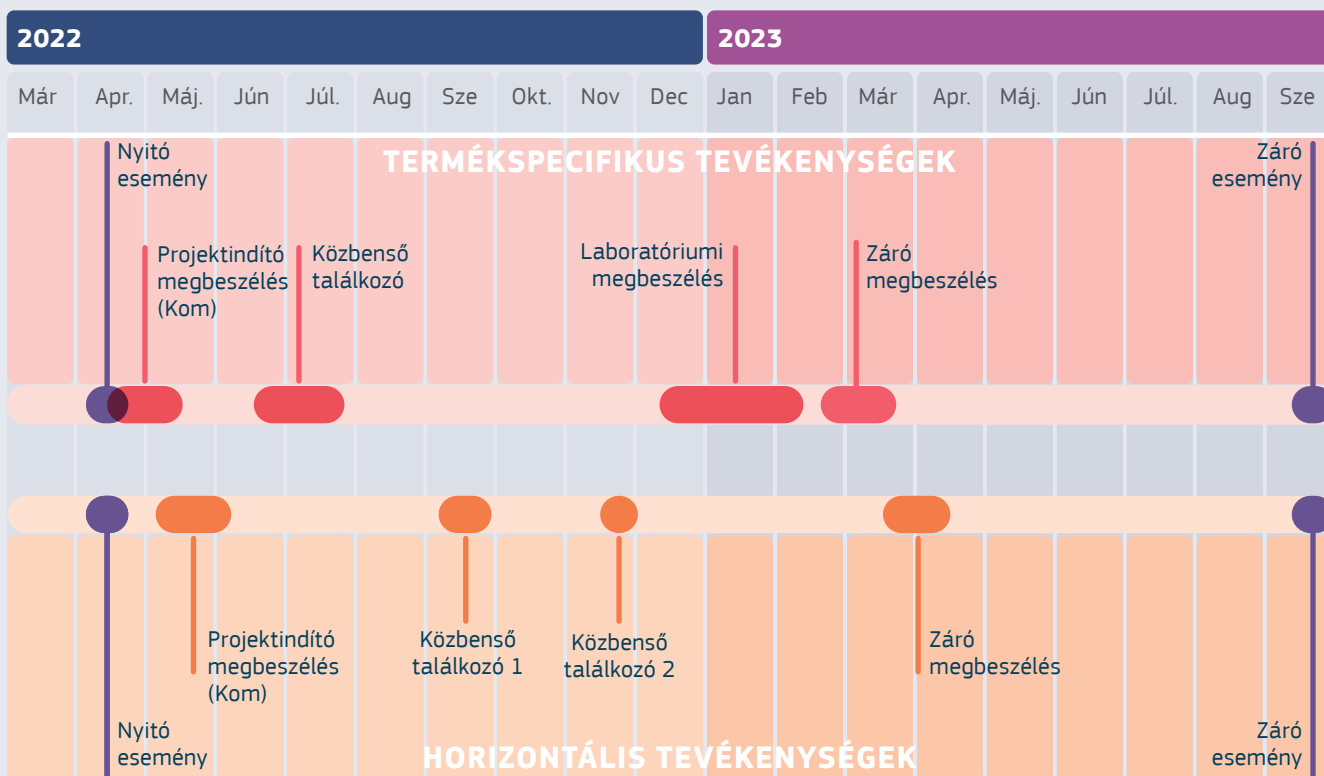 2022
2023
Már Apr. Máj. Jún Júl. Aug Sze Okt. Nov Dec Jan Feb Már Apr. Máj. Jún Júl. Aug Sze
TERMÉKSPECIFIKUS TEVÉKENYSÉGEK
Nyitó
esemény
Záró
esemény
Projektindító
megbeszélés
(Kom)
Közbenső
találkozó
Laboratóriumi
megbeszélés
Záró
megbeszélés
Projektindító
megbeszélés
(Kom)
Közbenső
találkozó 1
Közbenső
találkozó 2
Záró
megbeszélés
Nyitó
esemény
HORIZONTÁLIS TEVÉKENYSÉGEK
Záró
esemény